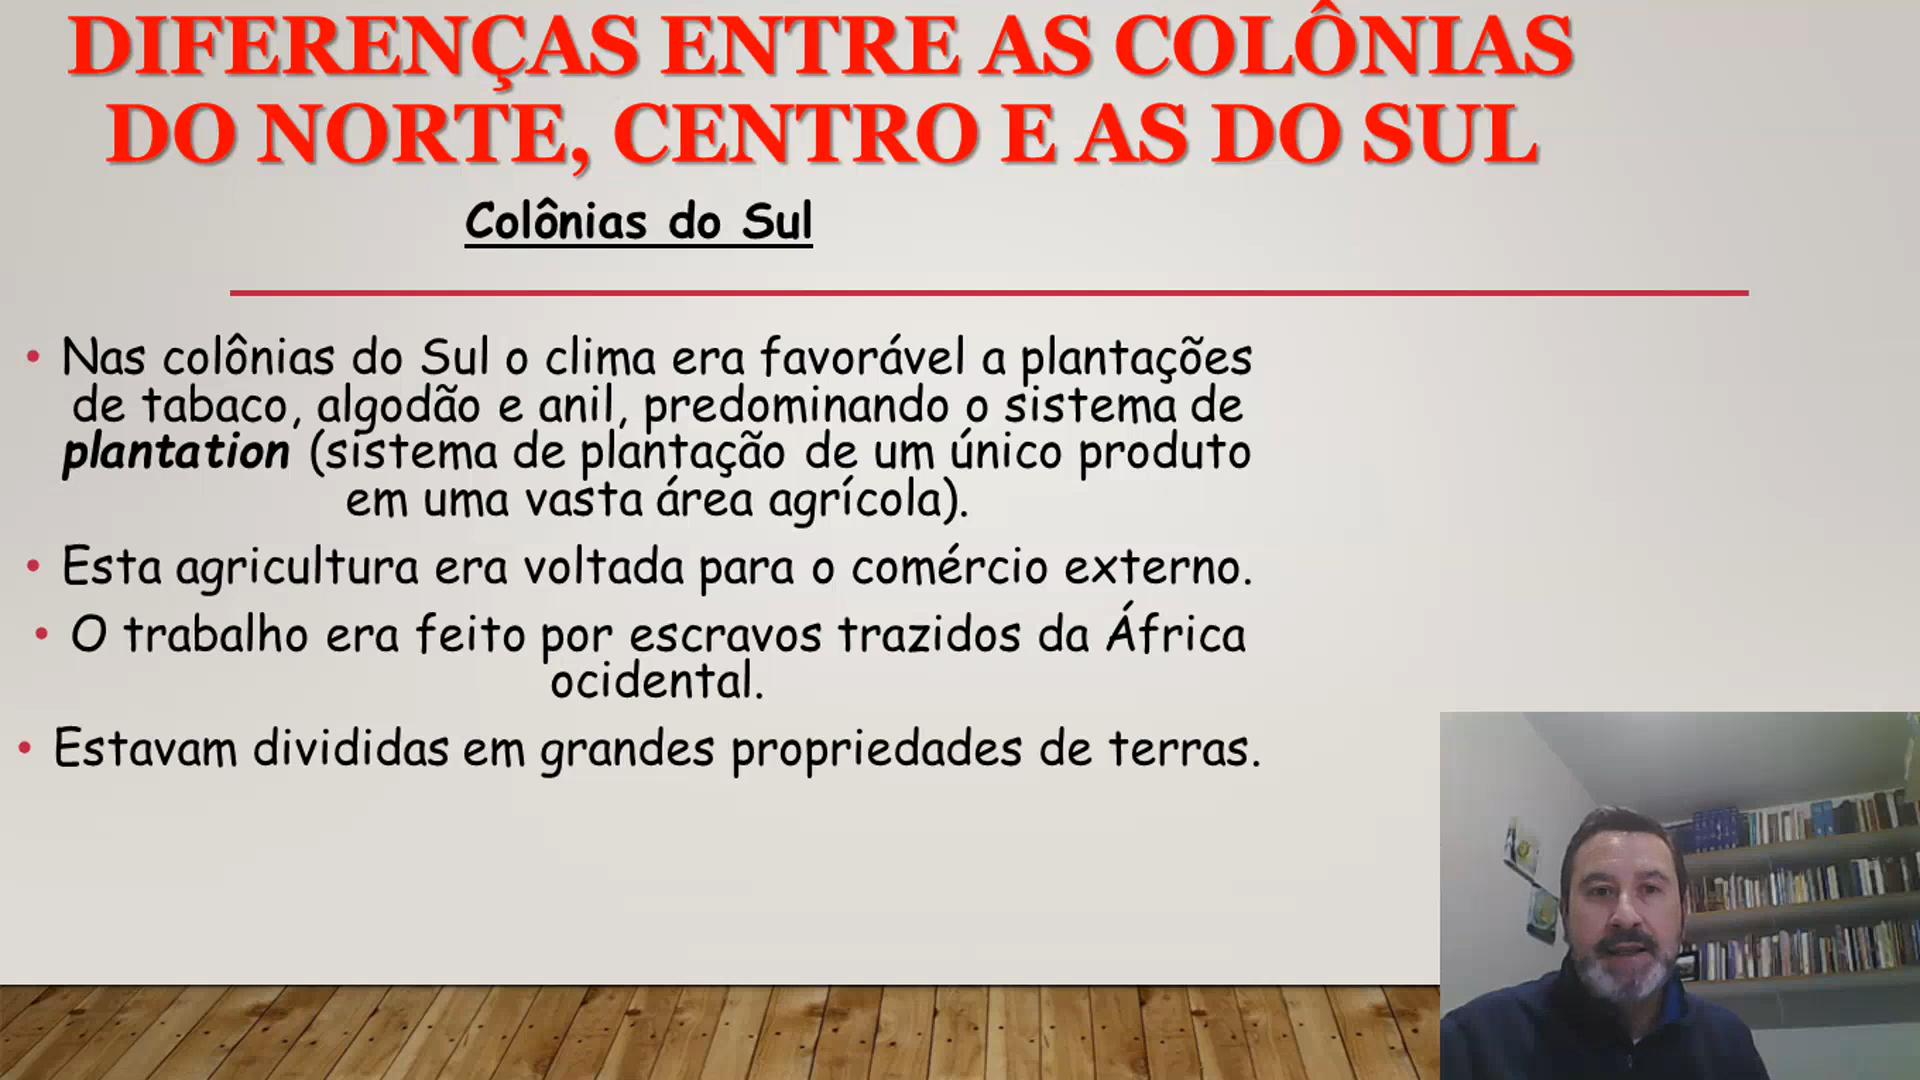 DIFERENÇAS ENTRE AS COLÔNIAS
DO NORTE, CENTRO E AS DO SUL
Colônias do Sul
• Nas colônias do Sul o clima era favorável a plantações
de tabaco, algodão e anil, predominando o sistema de
plantation (sistema de plantação de um único produto
em uma vasta área agrícola).
• Esta agricultura era voltada para o comércio externo.
• O trabalho era feito por escravos trazidos da África
ocidental.
• Estavam divididas em grandes propriedades de terras.